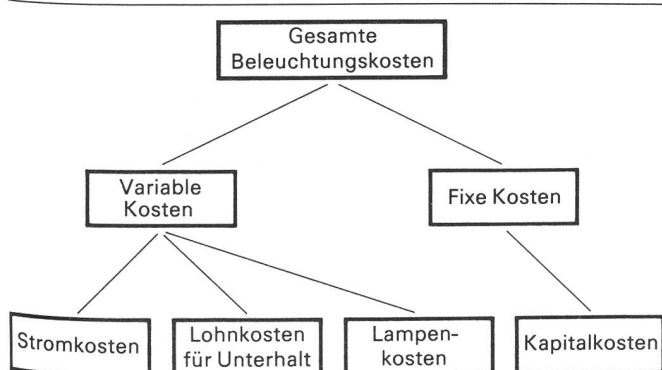 Gesamte
Beleuchtungskosten
Variable
Kosten
Fixe Kosten
Stromkosten
Lohnkosten
für Unterhalt
Lampen-
kosten
Kapitalkosten